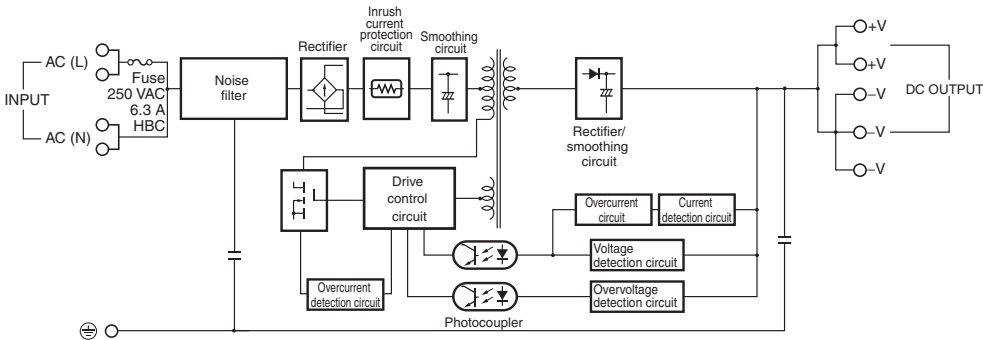 INPUT
AC (L)
AC (N)
Fuse
250 VAC
6.3 A
HBC
Noise
filter
Rectifier
Inrush
current
protection
circuit
Smoothing
circuit
Rectifier/
smoothing
circuit
+V
+V
–V
–V
–V
DC OUTPUT
Drive
control
circuit
Overcurrent
circuit
Current
detection circuit
Voltage
detection circuit
Overcurrent
detection circuit
Overvoltage
detection circuit
Photocoupler